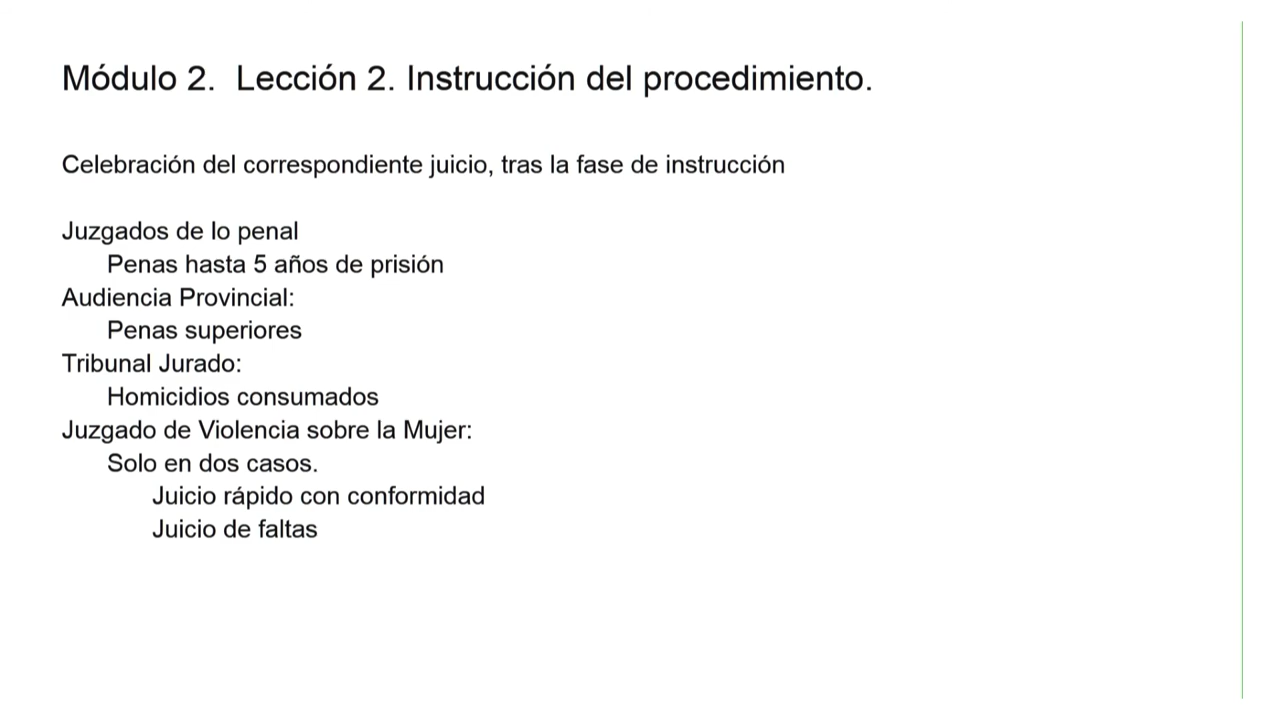 Módulo 2.  Lección 2. Instrucción del procedimiento.
Celebración del correspondiente juicio, tras la fase de instrucción
Juzgados de lo penal
Penas hasta 5 años de prisión
Audiencia Provincial:
Penas superiores
Tribunal Jurado:
Homicidios consumados
Juzgado de Violencia sobre la Mujer:
Solo en dos casos.
Juicio rápido con conformidad
Juicio de faltas